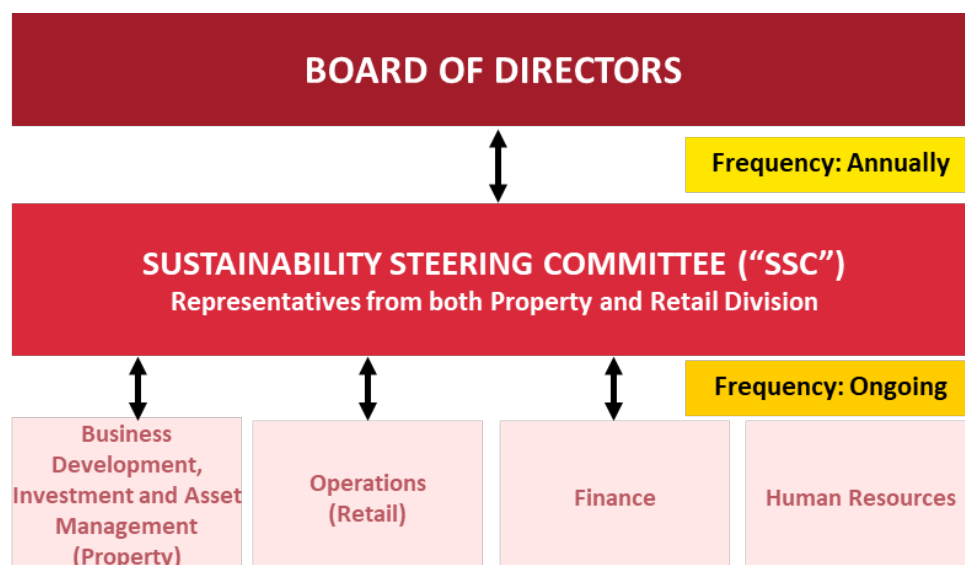 BOARD OF DIRECTORS
Frequency: Annually
SUSTAINABILITY STEERING COMMITTEE (“SSC”)
Representatives from both Property and Retail Division
Frequency: Ongoing
Business
Development,
Investment and Asset
Management
(Property)
Operations
(Retail)
Finance
Human Resources